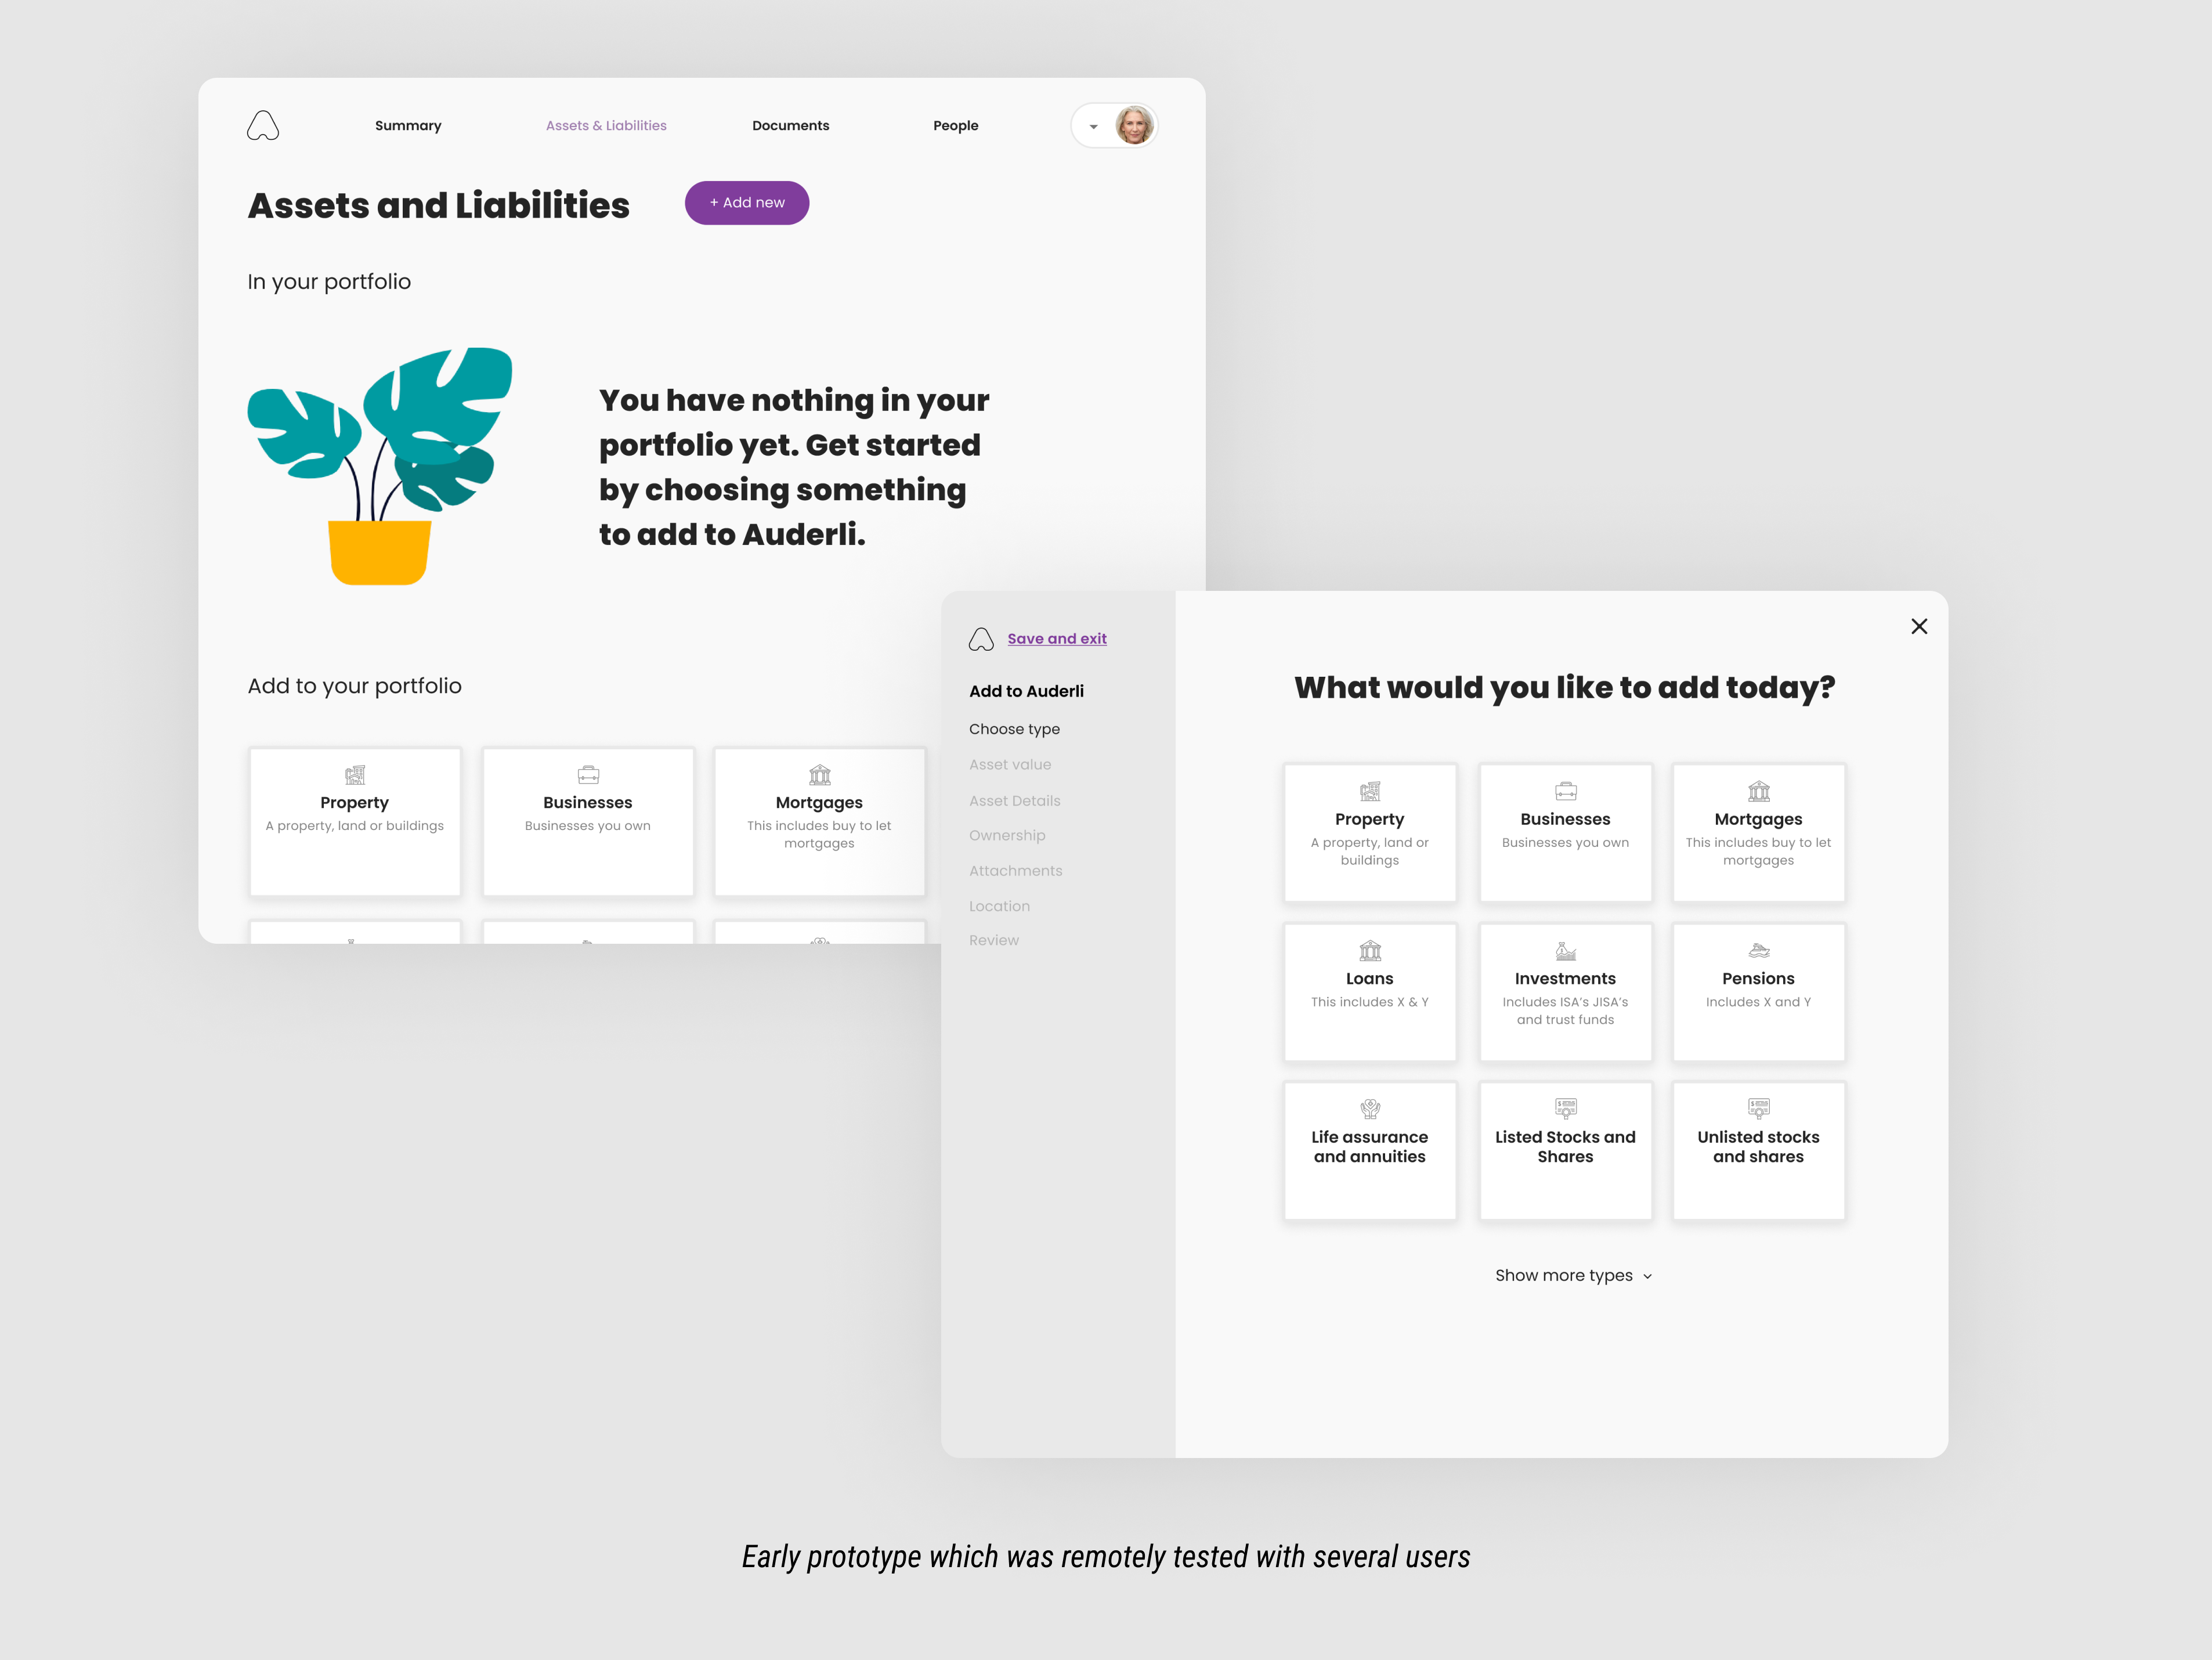 Summary
Assets & Liabilities
Documents
People
Assets and Liabilities
+ Add new
In your portfolio
You have nothing in your
portfolio yet. Get started
by choosing something
to add to Auderli.
Add to your portfolio
Property
A property, land or buildings
Businesses
Businesses you own
Mortgages
This includes buy to let
mortgages
Save and exit
Add to Auderli
Choose type
Asset value
Asset Details
Ownership
Attachments
Location
Review
What would you like to add today?
Property
A property, land or
buildings
Businesses
Businesses you own
Mortgages
This includes buy to let
mortgages
Loans
This includes X & Y
Investments
Includes ISA's JISA's
and trust funds
Pensions
Includes X and Y
Life assurance
and annuities
Listed Stocks and
Shares
Unlisted stocks
and shares
Show more types
Early prototype which was remotely tested with several users